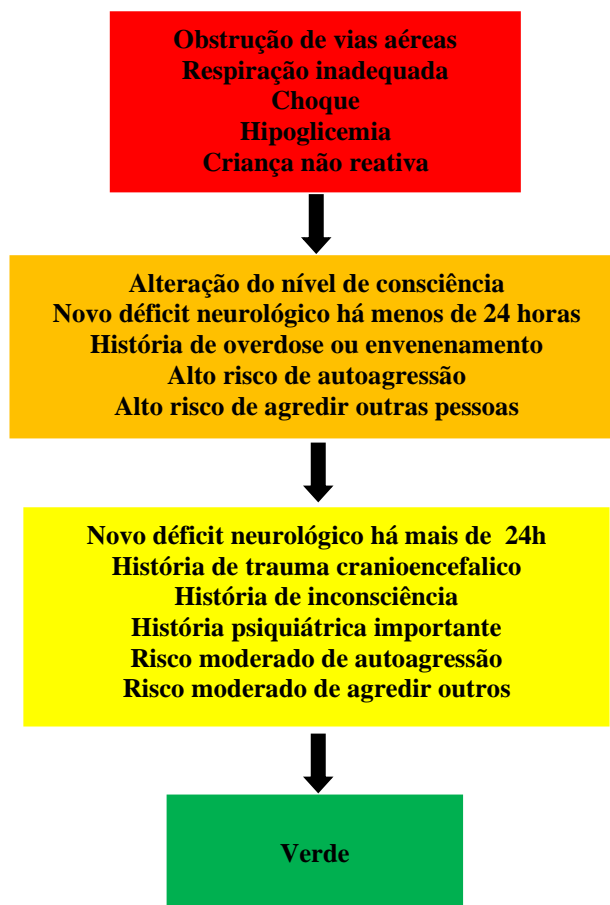 Obstrução de vias aéreas
Respiração inadequada
Choque
Hipoglicemia
Criança não reativa
Alteração do nível de consciência
Novo déficit neurológico há menos de 24 horas
História de overdose ou envenenamento
Alto risco de autoagressão
Alto risco de agredir outras pessoas
Novo déficit neurológico há mais de 24h
História de trauma cranioencefalico
História de inconsciência
História psiquiátrica importante
Risco moderado de autoagressão
Risco moderado de agredir outros
Verde